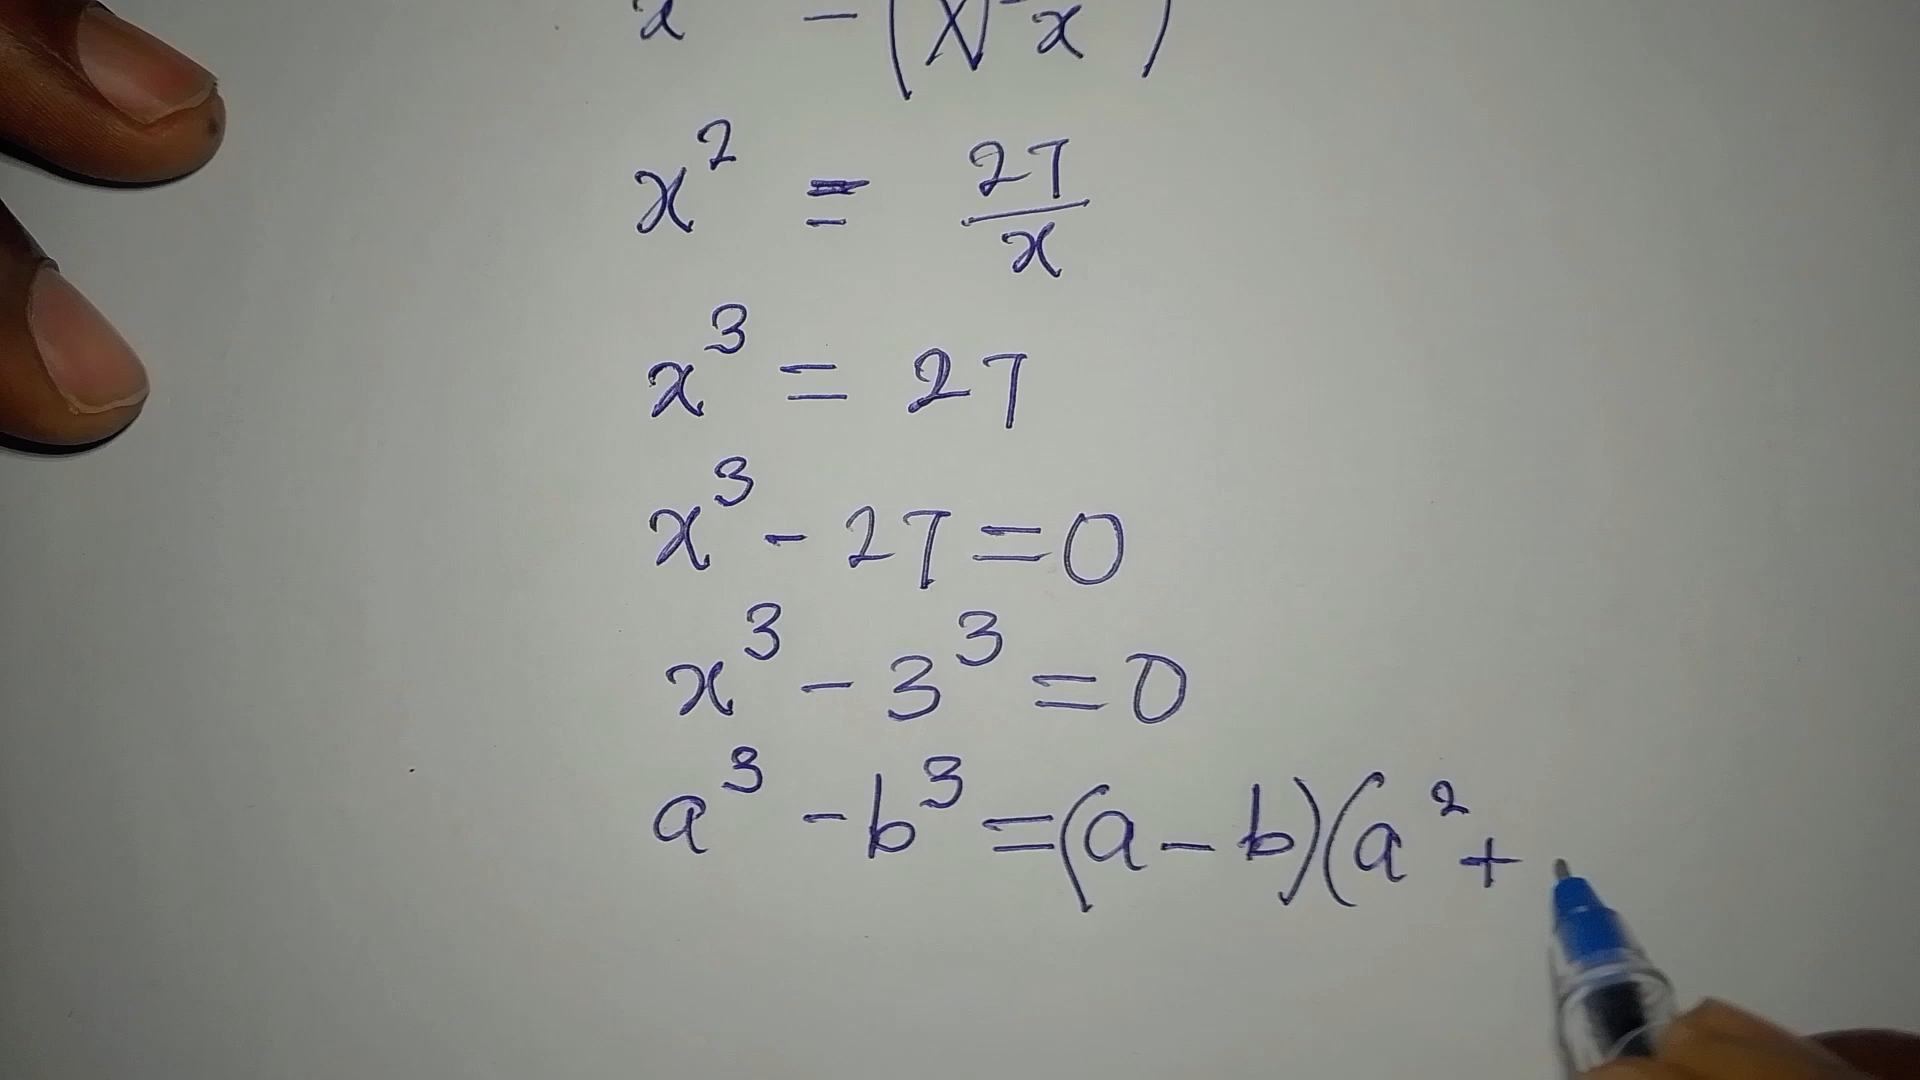 x² = 27/x
x³ = 27
x³ - 27 = 0
x³ - 3³ = 0
a³ - b³ = (a - b)(a² +